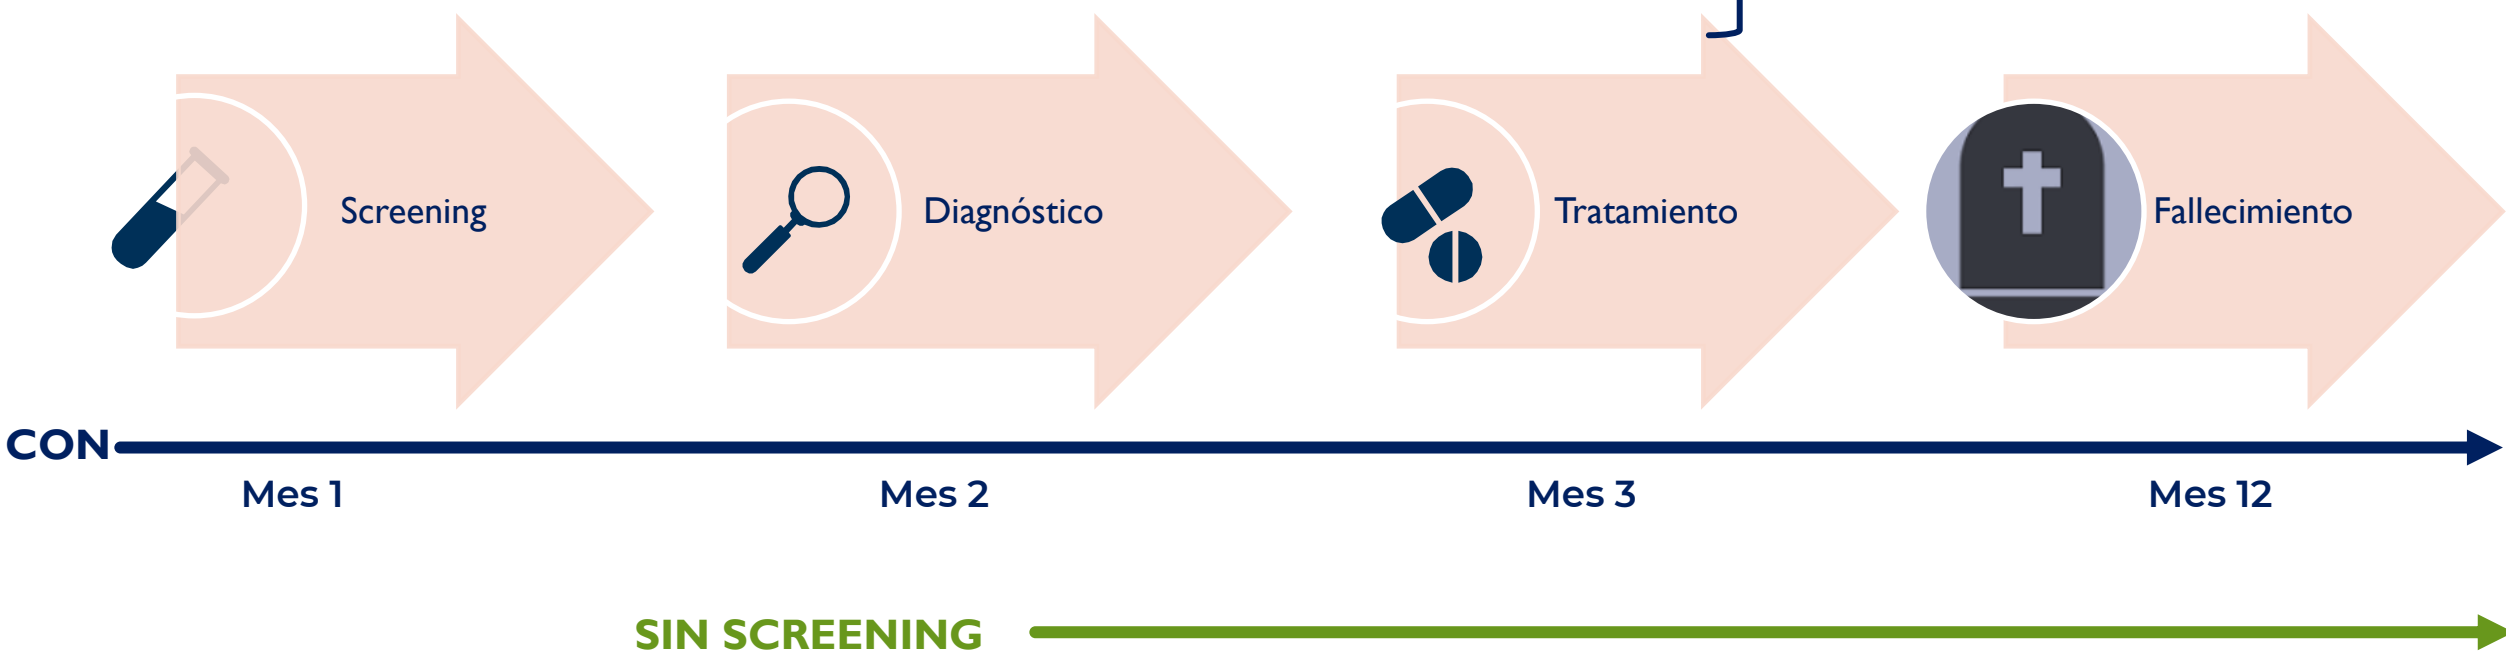 Screening
Diagnóstico
Tratamiento
Fallecimiento
CON
Mes 1
Mes 2
Mes 3
Mes 12
SIN SCREENING